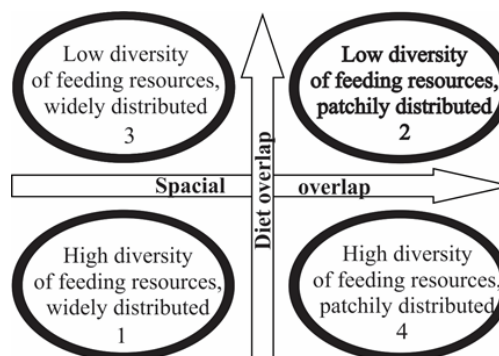 Low diversity
of feeding resources,
widely distributed
3
Low diversity
of feeding resources,
patchily distributed
2
Spacial overlap
Diet overlap
High diversity
of feeding resources,
widely distributed
1
High diversity
of feeding resources,
patchily distributed
4